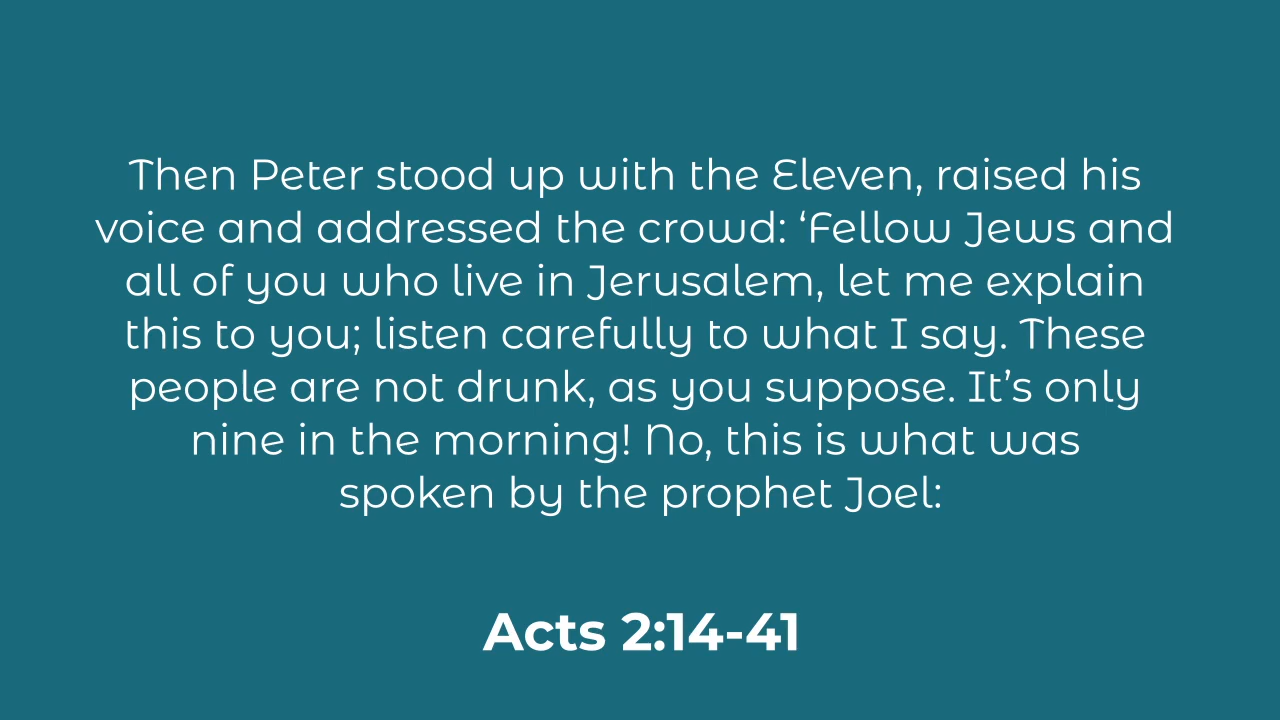 Then Peter stood up with the Eleven, raised his
voice and addressed the crowd: ‘Fellow Jews and
all of you who live in Jerusalem, let me explain
this to you; listen carefully to what I say. These
people are not drunk, as you suppose. It’s only
nine in the morning! No, this is what was
spoken by the prophet Joel:
Acts 2:14-41